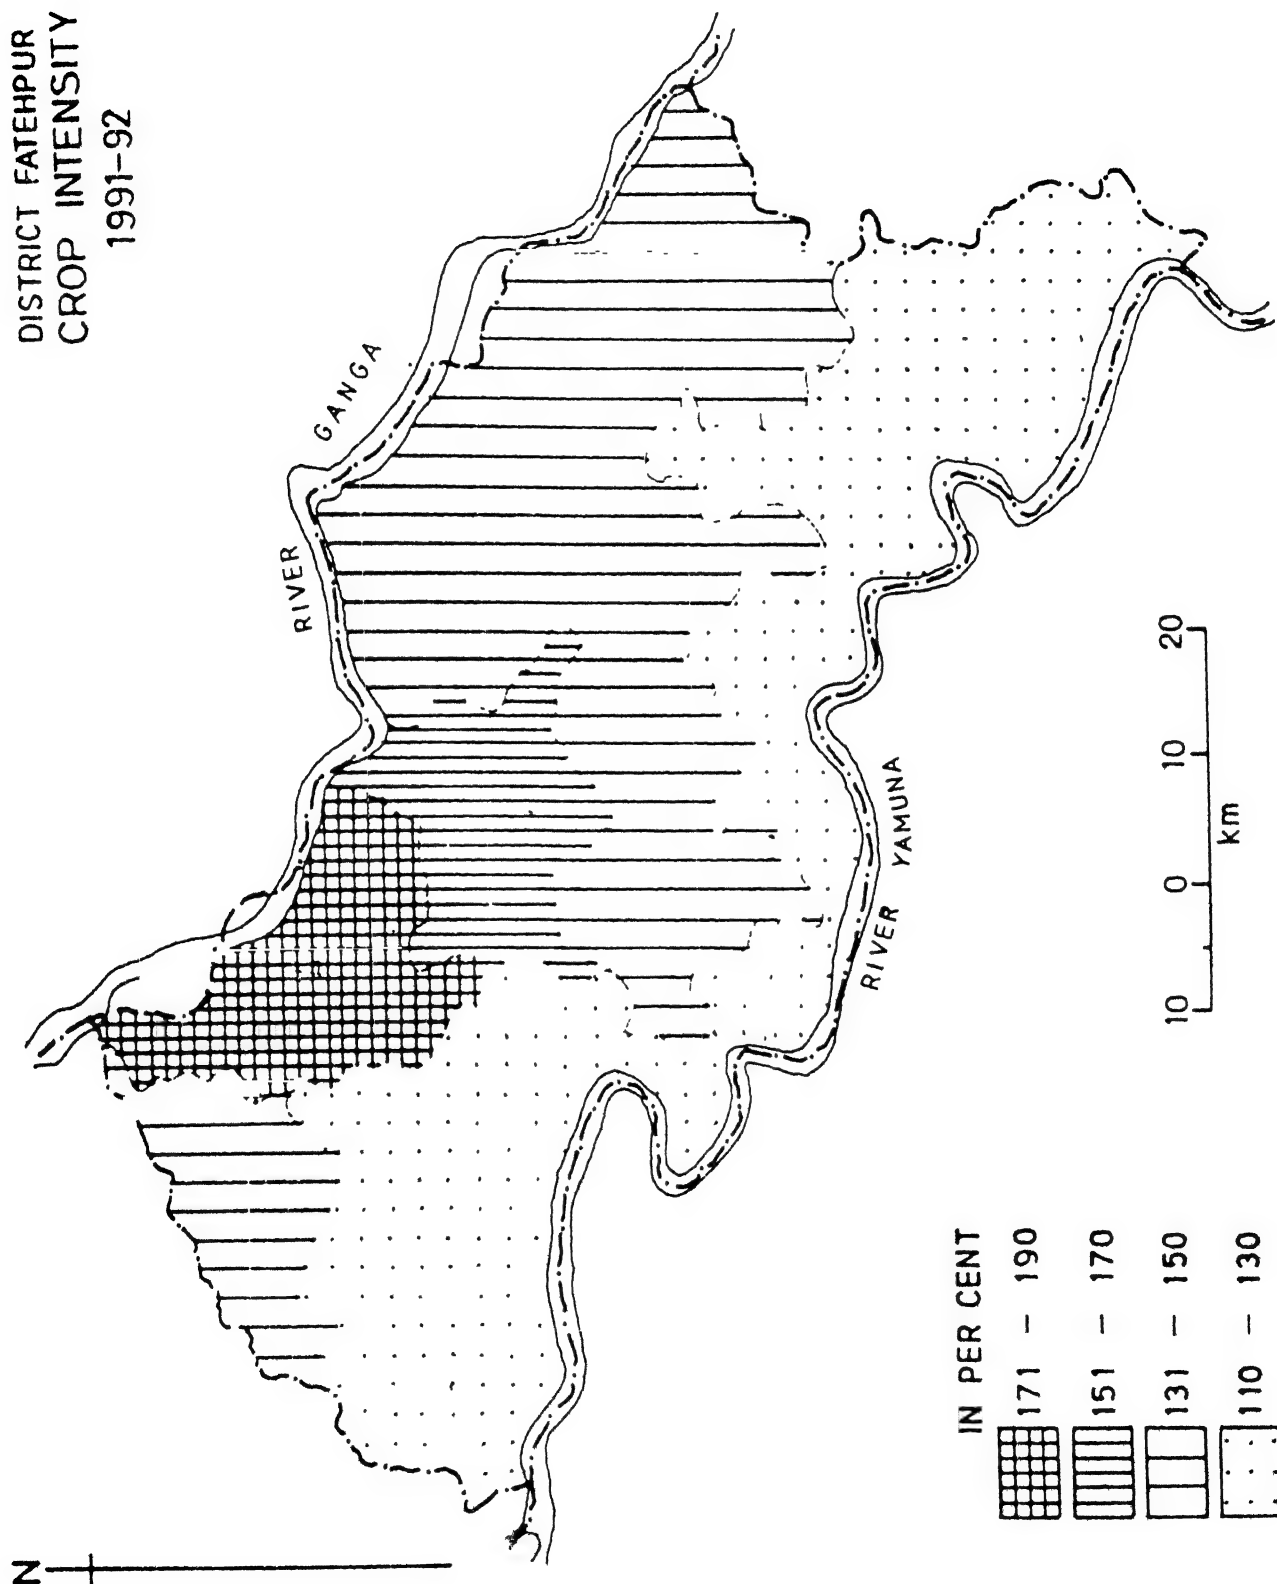 DISTRICT FATEHPUR
CROP INTENSITY
1991-92
RIVER GANGA
RIVER YAMUNA
N
10 0 10 20
km
IN PER CENT
171 - 190
151 - 170
131 - 150
110 - 130